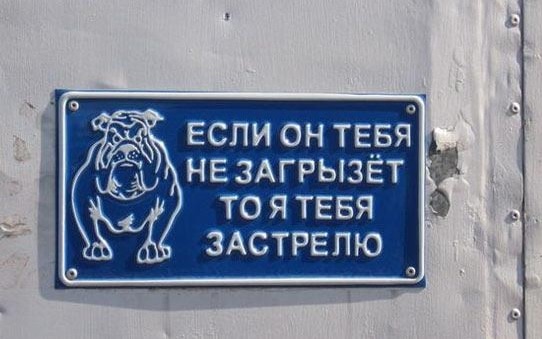 ЕСЛИ ОН ТЕБЯ
НЕ ЗАГРЫЗЁТ
ТО Я ТЕБЯ
ЗАСТРЕЛЮ